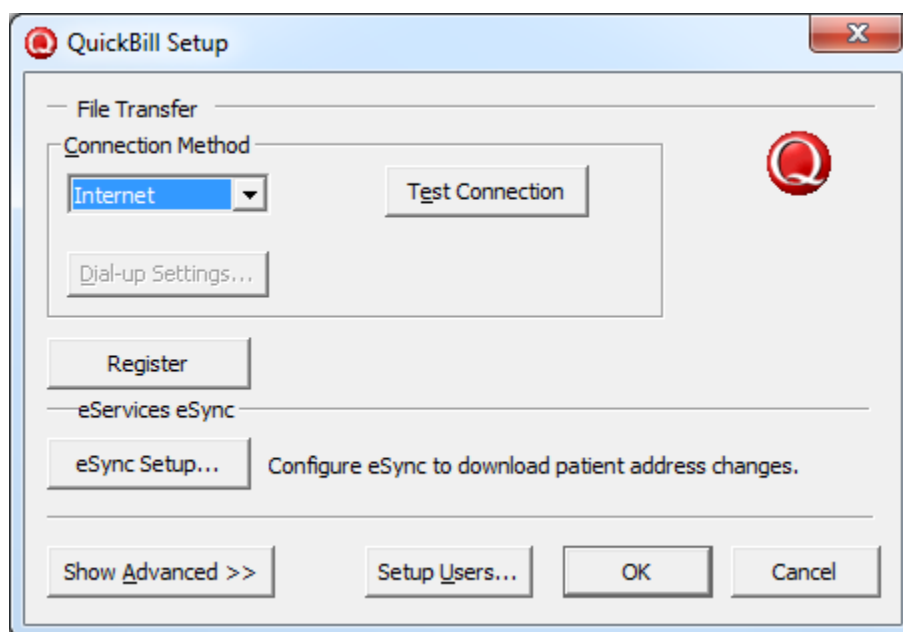 QuickBill Setup
File Transfer
Connection Method
Internet
Test Connection
Dial-up Settings...
Register
eServices eSync
eSync Setup...
Configure eSync to download patient address changes.
Show Advanced >>
Setup Users...
OK
Cancel